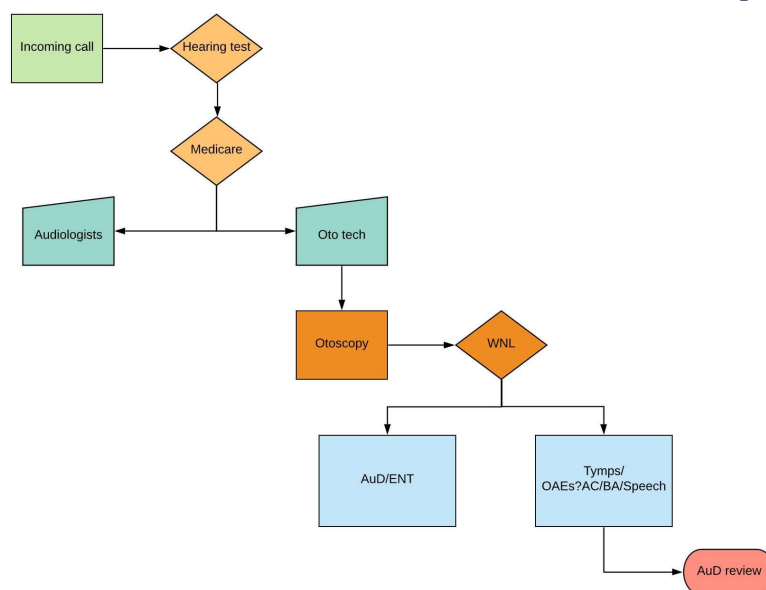 Incoming call
Hearing test
Medicare
Audiologists
Oto tech
Otoscopy
WNL
AuD/ENT
Tymps/
OAEs?AC/BA/Speech
AuD review